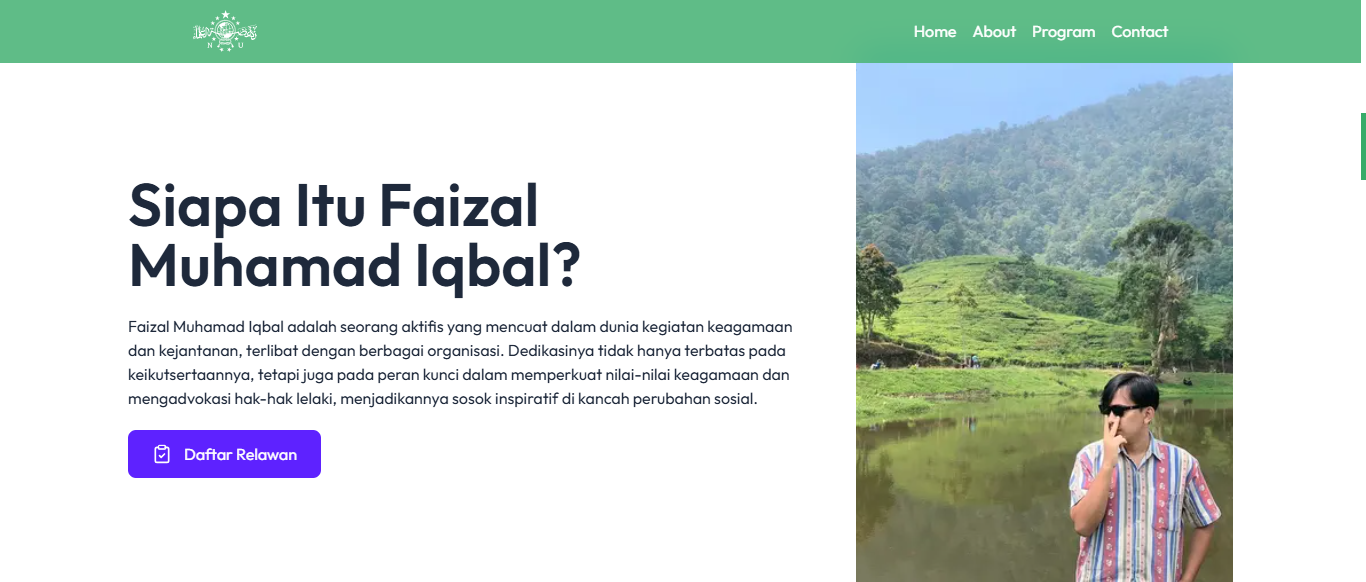 N U
Home About Program Contact
Siapa Itu Faizal
Muhamad Iqbal?
Faizal Muhamad Iqbal adalah seorang aktifis yang mencuat dalam dunia kegiatan keagamaan
dan kejantanan, terlibat dengan berbagai organisasi. Dedikasinya tidak hanya terbatas pada
keikutsertaannya, tetapi juga pada peran kunci dalam memperkuat nilai-nilai keagamaan dan
mengadvokasi hak-hak lelaki, menjadikannya sosok inspiratif di kancah perubahan sosial.
Daftar Relawan